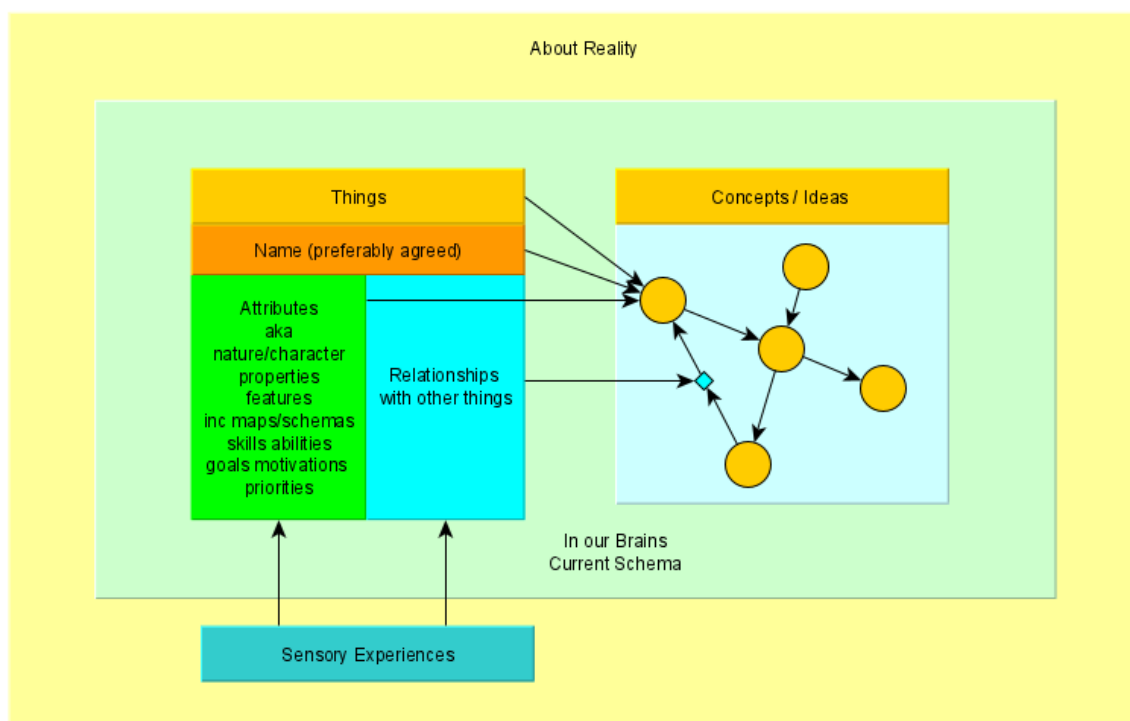 About Reality
Things
Concepts / Ideas
Name (preferably agreed)
Attributes
aka
nature/character
properties
features
inc maps/schemas
skills abilities
goals motivations
priorities
Relationships
with other things
In our Brains
Current Schema
Sensory Experiences